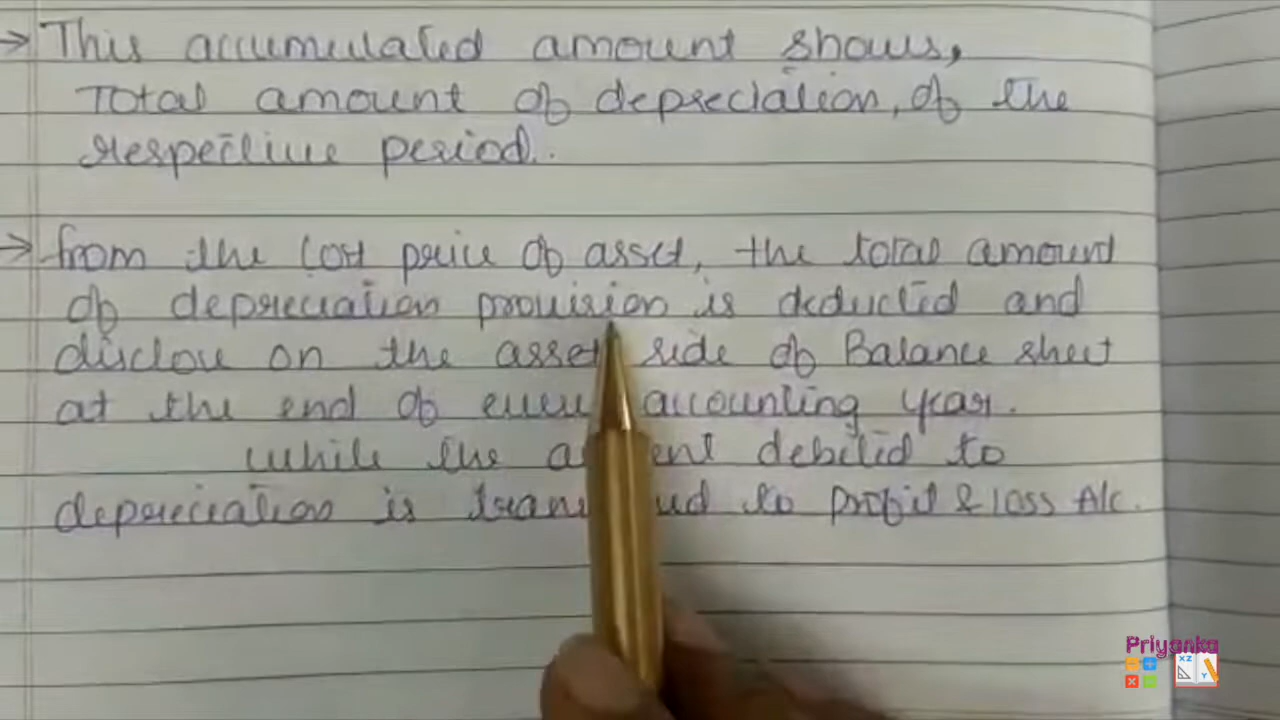 → This accumulated amount shows,
Total amount of depreciation, of the
respective period.
→ from the cost price of asset, the total amount
of depreciation provision is deducted and
disclose on the asset side of Balance sheet
at the end of every accounting year.
while the debited to
depreciation is to profit & loss A/c.
Priyanka